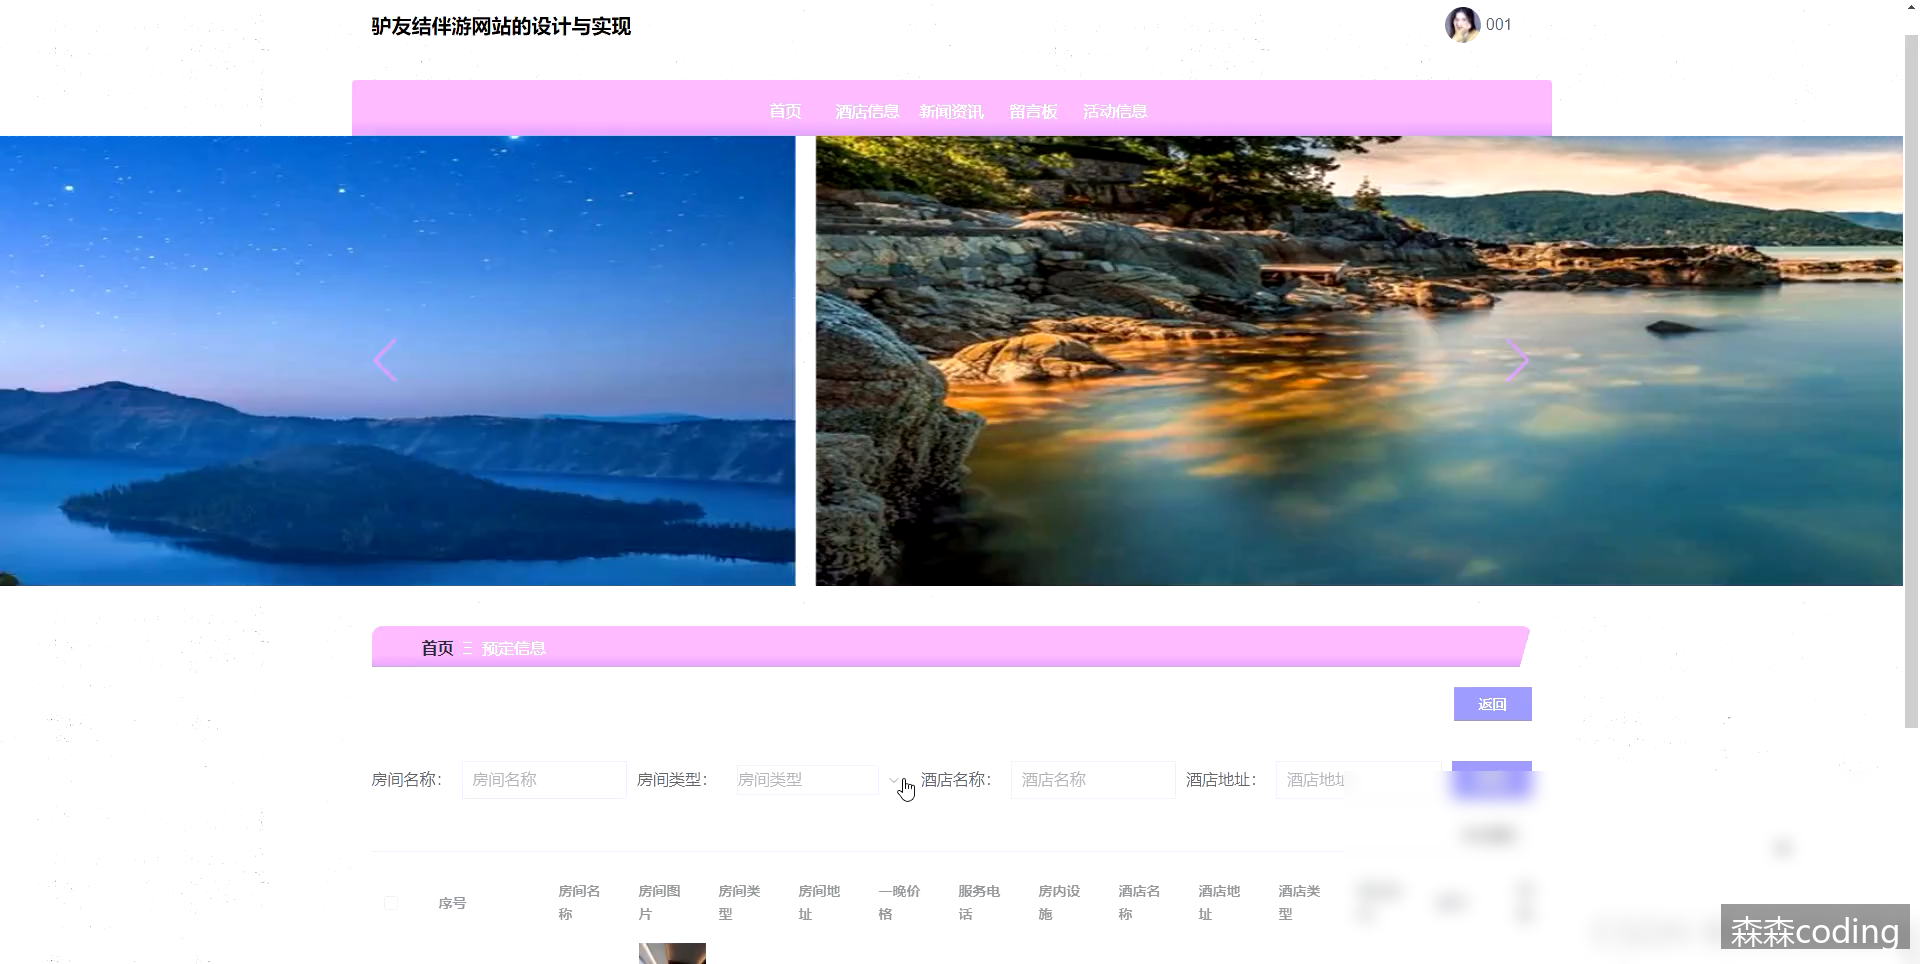 驴友结伴游网站的设计与实现
001
首页 酒店信息 新闻资讯 留言板 活动信息
首页 预定信息
返回
房间名称： 房间名称 房间类型： 房间类型 酒店名称： 酒店名称 酒店地址： 酒店地址
序号 房间名称 房间图片 房间类型 房间地址 一晚价格 服务电话 房内设施 酒店名称 酒店地址 酒店类型
森森coding